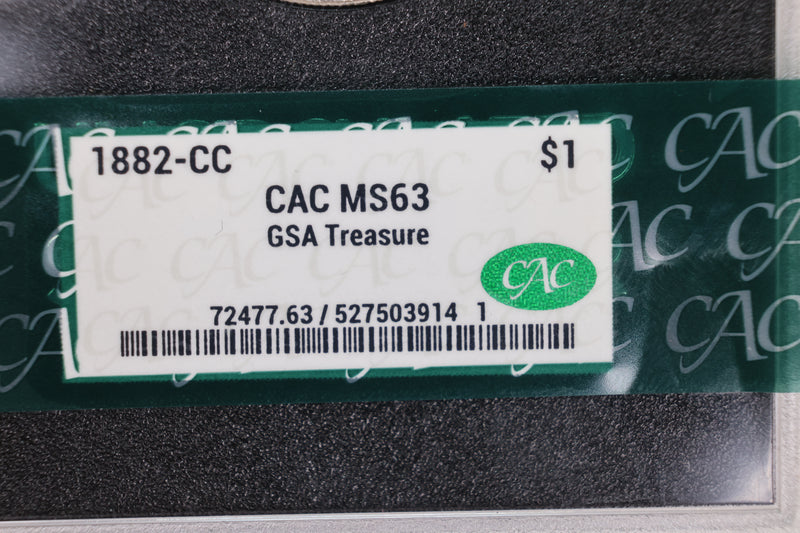 1882-CC $1
CAC MS63
GSA Treasure
CAC
72477.63 / 527503914 1
CAC
CAC
CAC
CAC